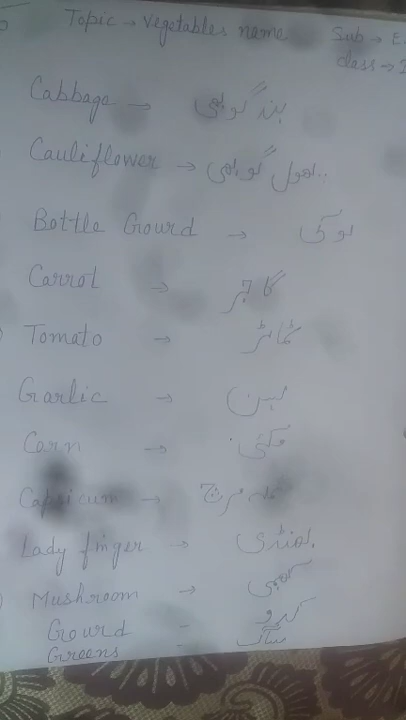 Topic → Vegetables name Sub → E
class → I
Cabbage → بند گوبھی
Cauliflower → پھول گوبھی
Bottle Gourd → لوکی
Carrot → گاجر
Tomato → ٹماٹر
Garlic → لہسن
Corn → مکئی
Capsicum → شملہ مرچ
Lady finger → بھنڈی
Mushroom → کھمبی
Gourd - کدو
Greens - ساگ